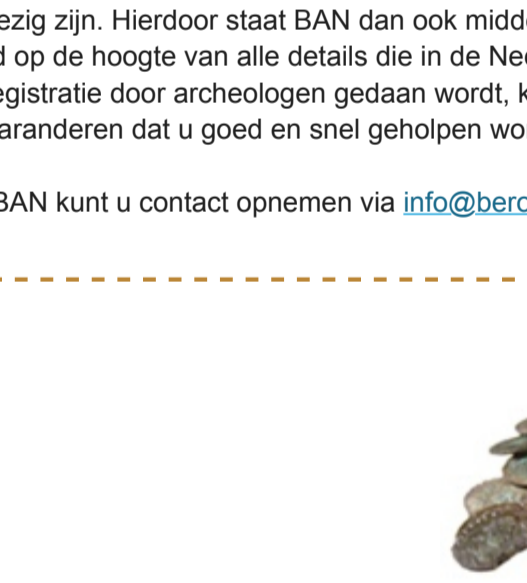 ezig zijn. Hierdoor staat BAN dan ook midd
op de hoogte van alle details die in de Ne
egistratie door archeologen gedaan wordt, k
aranderen dat u goed en snel geholpen wo
BAN kunt u contact opnemen via info@bero